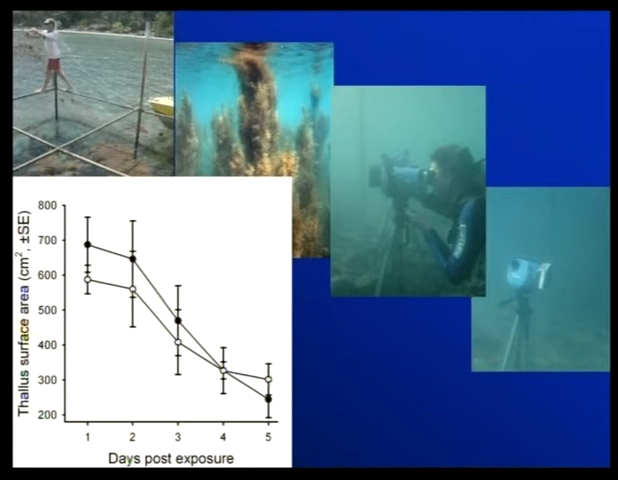 800
700
600
500
400
300
200
Thallus surface area (cm², ±SE)
1 2 3 4 5
Days post exposure